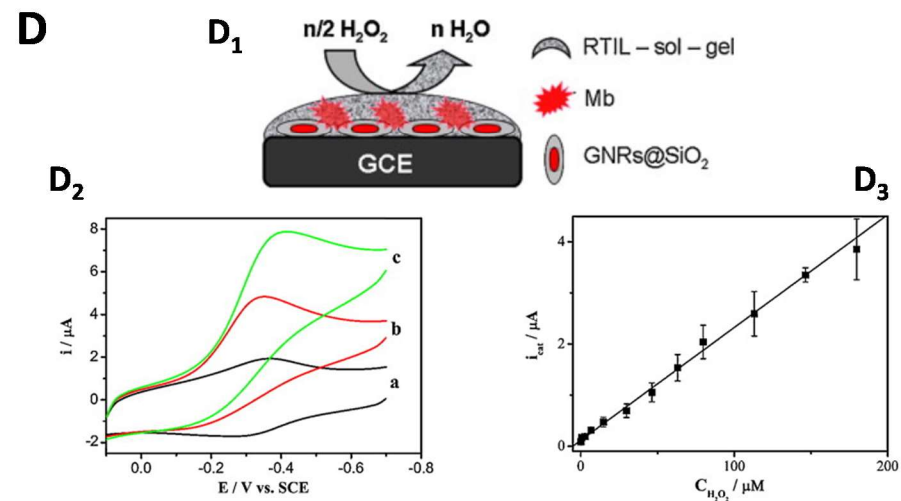 D
D₁
n/2 H₂O₂
n H₂O
RTIL – sol – gel
Mb
GNRs@SiO₂
GCE
D₂
8
6
4
2
0
-2
i / μA
c
b
a
0.0
-0.2
-0.4
-0.6
-0.8
E / V vs. SCE
D₃
4
2
0
i_cat / μA
0
100
200
C_H₂O₂ / μM